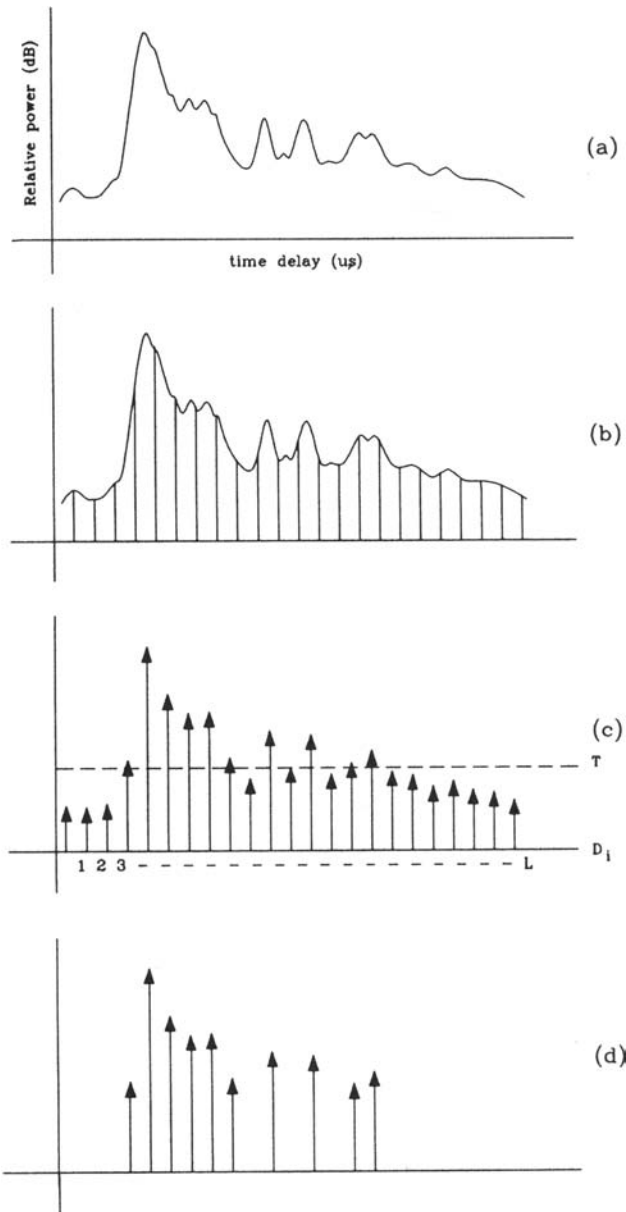 Relative power (dB)
(a)
time delay (us)
(b)
(c)
T
D i
1 2 3 L
(d)